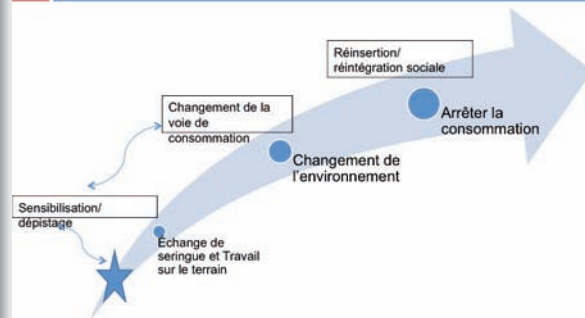 Réinsertion/
réintégration sociale
Arrêter la
consommation
Changement de la
voie de
consommation
Changement de
l'environnement
Sensibilisation/
dépistage
Échange de
seringue et Travail
sur le terrain